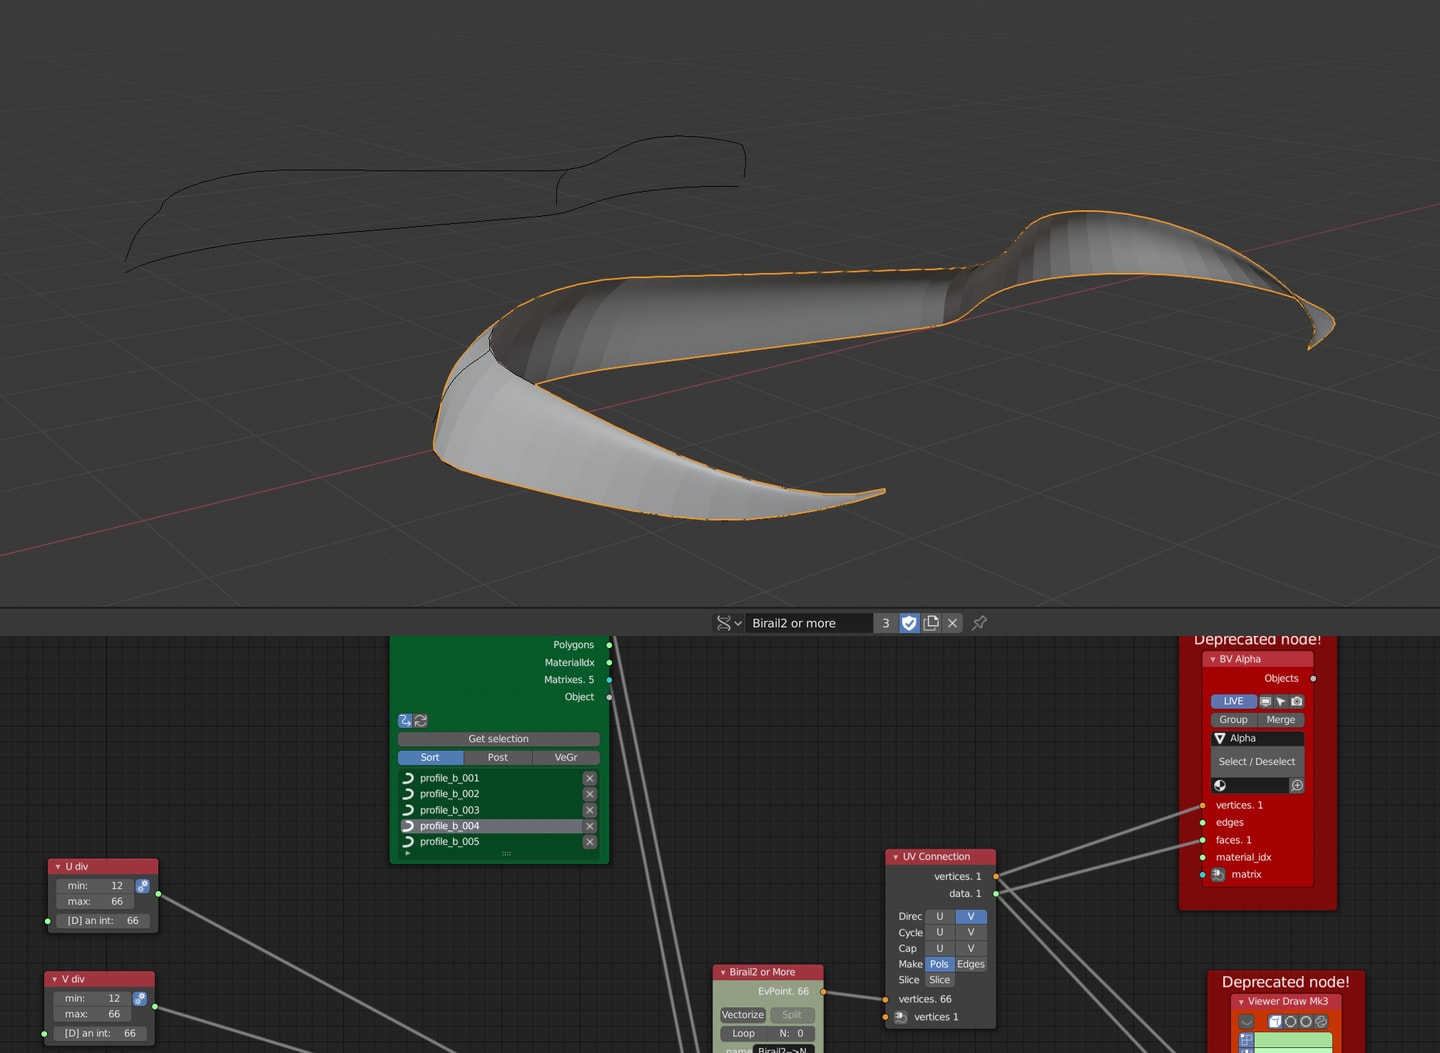 Birail2 or more 3
Polygons
MaterialIdx
Matrixes. 5
Object
Get selection
Sort Post VeGr
profile_b_001
profile_b_002
profile_b_003
profile_b_004
profile_b_005
U div
min: 12
max: 66
[D] an int: 66
V div
min: 12
max: 66
[D] an int: 66
Birail2 or More
EvPoint. 66
Vectorize Split
Loop N: 0
name Birail2-->N
UV Connection
vertices. 1
data. 1
Direc U V
Cycle U V
Cap U V
Make Pols Edges
Slice Slice
vertices. 66
vertices 1
Deprecated node!
BV Alpha
Objects
LIVE
Group Merge
Alpha
Select / Deselect
vertices. 1
edges
faces. 1
material_idx
matrix
Deprecated node!
Viewer Draw Mk3